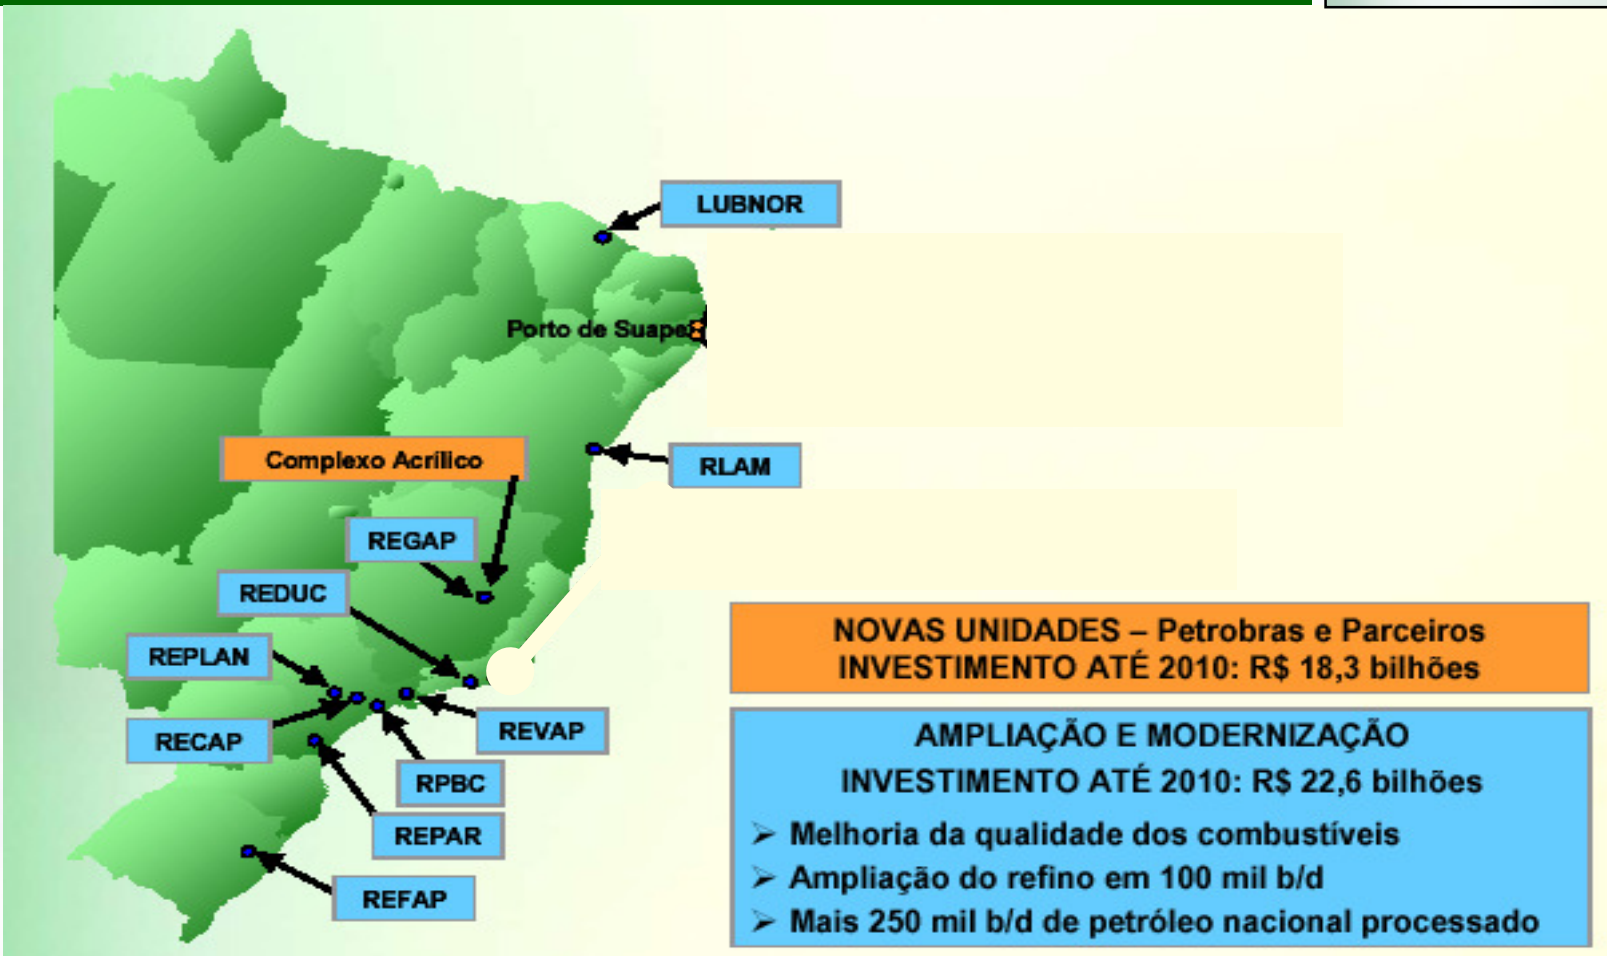 LUBNOR
Porto de Suape
RLAM
Complexo Acrílico
REGAP
REDUC
REPLAN
RECAP
REVAP
RPBC
REPAR
REFAP
NOVAS UNIDADES – Petrobras e Parceiros
INVESTIMENTO ATÉ 2010: R$ 18,3 bilhões
AMPLIAÇÃO E MODERNIZAÇÃO
INVESTIMENTO ATÉ 2010: R$ 22,6 bilhões
➢ Melhoria da qualidade dos combustíveis
➢ Ampliação do refino em 100 mil b/d
➢ Mais 250 mil b/d de petróleo nacional processado